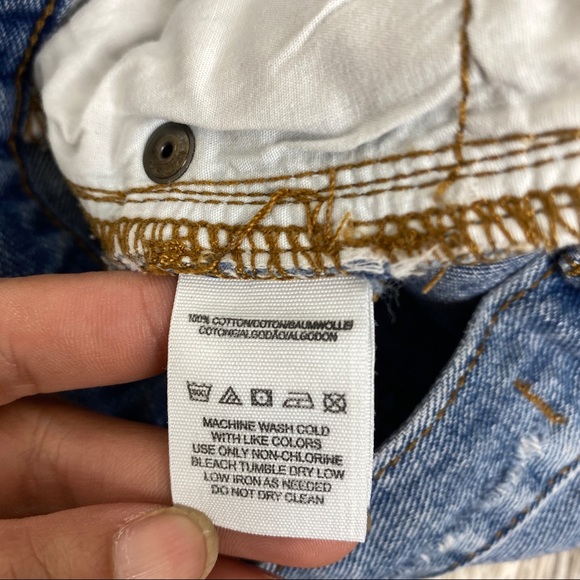 100% COTTON/COTON/BAUMWOLLE/
COTONE/ALGODÃO/ALGODON
MACHINE WASH COLD
WITH LIKE COLORS
USE ONLY NON-CHLORINE
BLEACH TUMBLE DRY LOW
LOW IRON AS NEEDED
DO NOT DRY CLEAN